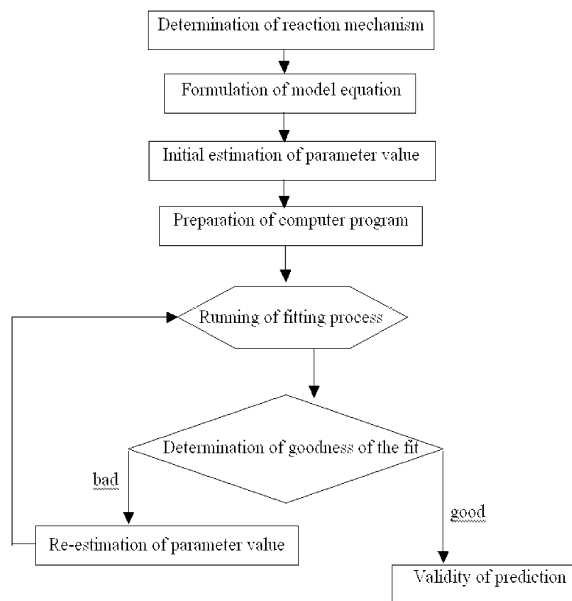 Determination of reaction mechanism
Formulation of model equation
Initial estimation of parameter value
Preparation of computer program
Running of fitting process
Determination of goodness of the fit
bad
good
Re-estimation of parameter value
Validity of prediction